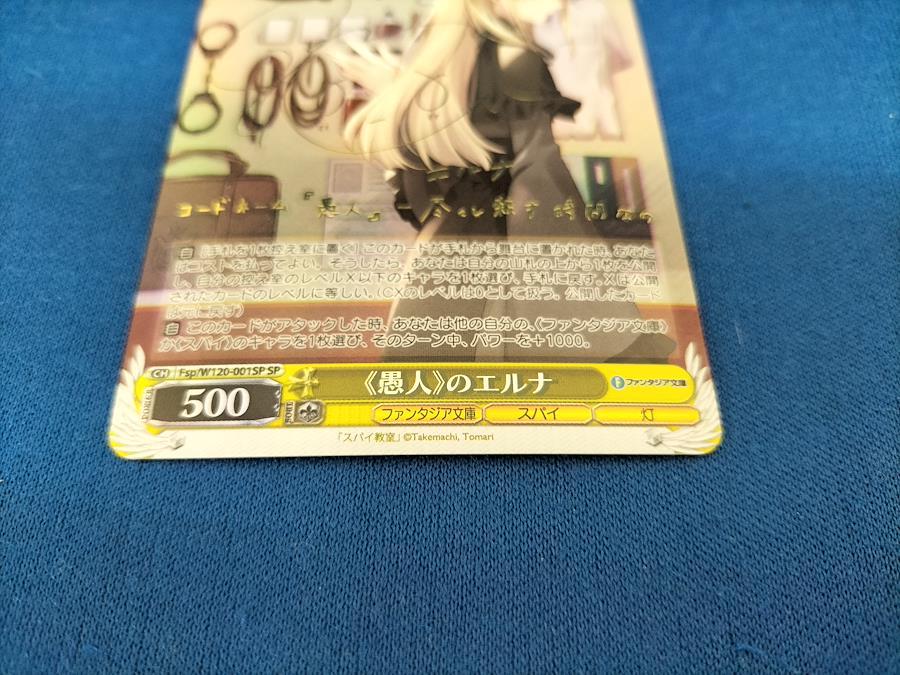 コードネーム『愚人』― 尽くし殺す時間なの
自 [手札を1枚控え室に置く] このカードが手札から舞台に置かれた時、あなた
はコストを払ってよい。そうしたら、あなたは自分の山札の上から1枚を公開
し、自分の控え室のレベルX以下のキャラを1枚選び、手札に戻す。Xは公開
されたカードのレベルに等しい。(CXのレベルは0として扱う。公開したカード
は元に戻す)
自 このカードがアタックした時、あなたは他の自分の、《ファンタジア文庫》
か《スパイ》のキャラを1枚選び、そのターン中、パワーを+1000。
CH Fsp/W120-001SP SP
《愚人》のエルナ
ファンタジア文庫
POWER 500 SOUL
ファンタジア文庫 スパイ 灯
「スパイ教室」©Takemachi, Tomari